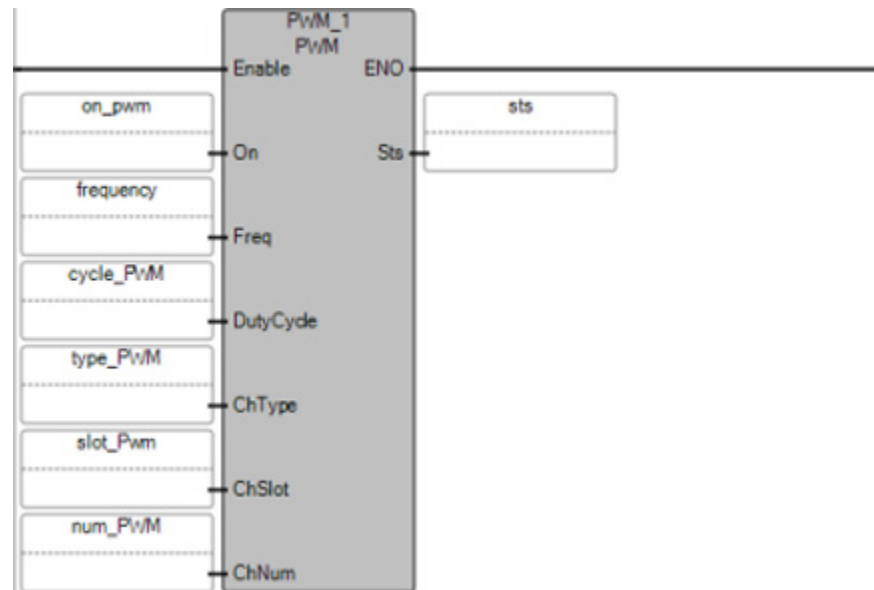 PWM_1
PWM
Enable ENO
on_pwm sts
On Sts
frequency
Freq
cycle_PWM
DutyCycle
type_PWM
ChType
slot_Pwm
ChSlot
num_PWM
ChNum